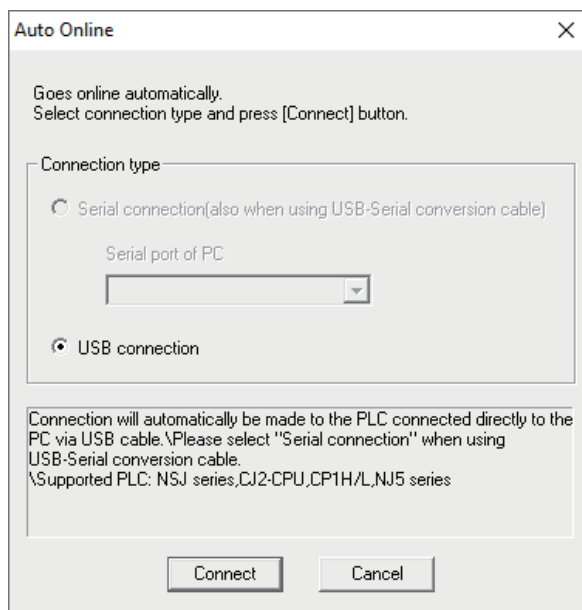 Auto Online
Goes online automatically.
Select connection type and press [Connect] button.
Connection type
Serial connection(also when using USB-Serial conversion cable)
Serial port of PC
USB connection
Connection will automatically be made to the PLC connected directly to the
PC via USB cable.\Please select "Serial connection" when using
USB-Serial conversion cable.
\Supported PLC: NSJ series,CJ2-CPU,CP1H/L,NJ5 series
Connect
Cancel